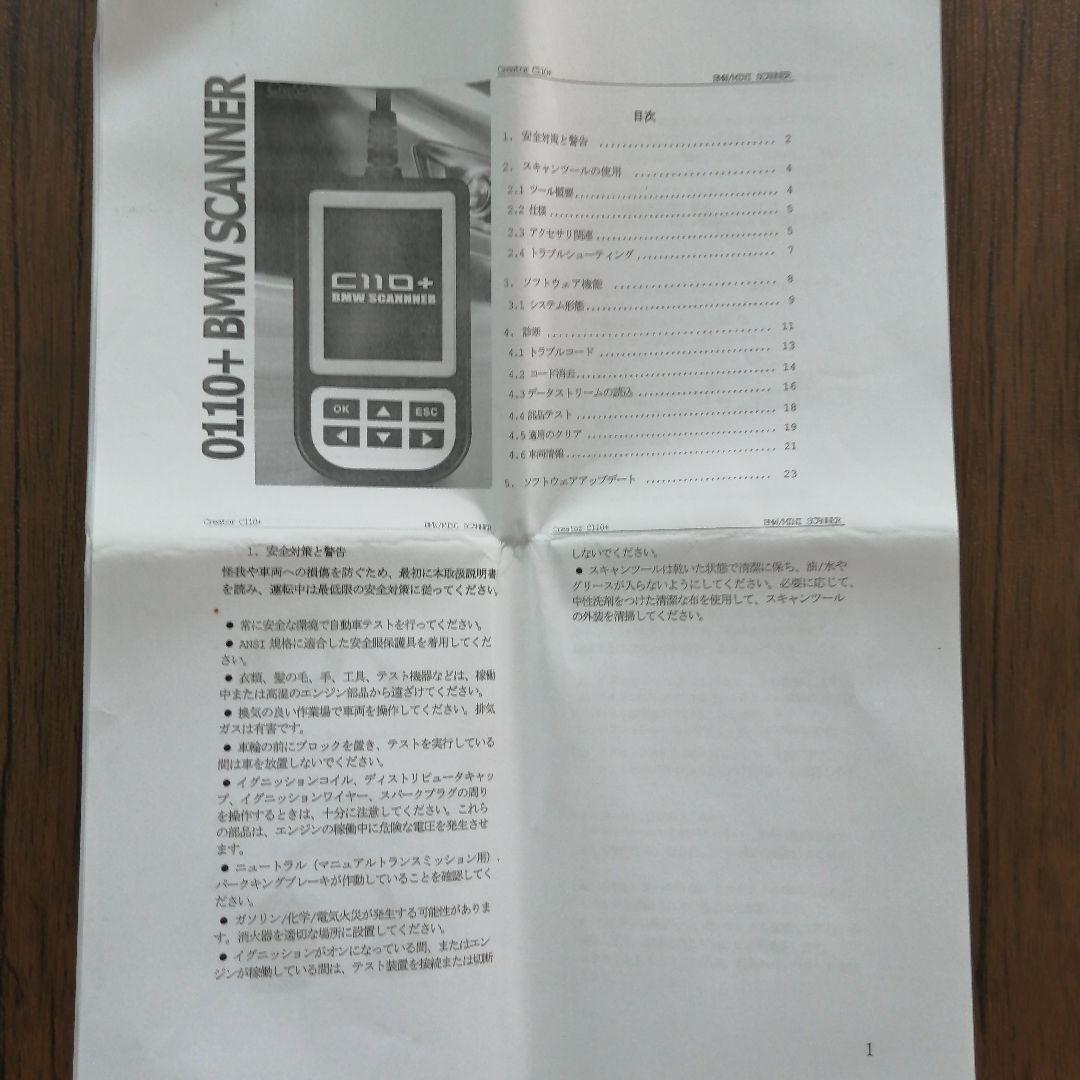 0110+ BMW SCANNER
C110+
BMW SCANNNER
OK
ESC
Creator C110+
BMW/MINI SCANNER
目次
1. 安全対策と警告 .............................. 2
2. スキャンツールの使用 ........................ 4
2.1 ツール概要.................................. 4
2.2 仕様....................................... 5
2.3 アクセサリ関連............................... 5
2.4 トラブルシューティング....................... 7
3. ソフトウェア機能 ........................... 8
3.1 システム形態................................ 9
4. 診断 ...................................... 11
4.1 トラブルコード ............................. 13
4.2 コード消去................................. 14
4.3データストリームの読込 ....................... 16
4.4 部品テスト ................................ 18
4.5 適用のクリア ............................... 19
4.6 車両情報................................... 21
5. ソフトウェアアップデート .................... 23
Creator C110+
BMW/MINI SCANNER
1. 安全対策と警告
怪我や車両への損傷を防ぐため、最初に本取扱説明書
を読み、運転中は最低限の安全対策に従ってください。
● 常に安全な環境で自動車テストを行ってください。
● ANSI 規格に適合した安全眼保護具を着用してくだ
さい。
● 衣類、髪の毛、手、工具、テスト機器などは、稼働
中または高湿のエンジン部品から遠ざけてください。
● 換気の良い作業場で車両を操作してください。排気
ガスは有害です。
● 車輪の前にブロックを置き、テストを実行している
間は車を放置しないでください。
● イグニッションコイル、ディストリビュータキャッ
プ、イグニッションワイヤー、スパークプラグの周り
を操作するときは、十分に注意してください。これら
の部品は、エンジンの稼働中に危険な電圧を発生させ
ます。
● ニュートラル（マニュアルトランスミッション用）、
パークキングブレーキが作動していることを確認してく
ださい。
● ガソリン/化学/電気火災が発生する可能性がありま
す。消火器を適切な場所に設置してください。
● イグニッションがオンになっている間、またはエン
ジンが稼働している間は、テスト装置を接続または切断
Creator C110+
BMW/MINI SCANNER
しないでください。
● スキャンツールは乾いた状態で清潔に保ち、油/水や
グリースが入らないようにしてください。必要に応じて、
中性洗剤をつけた清潔な布を使用して、スキャンツール
の外装を清掃してください。
1